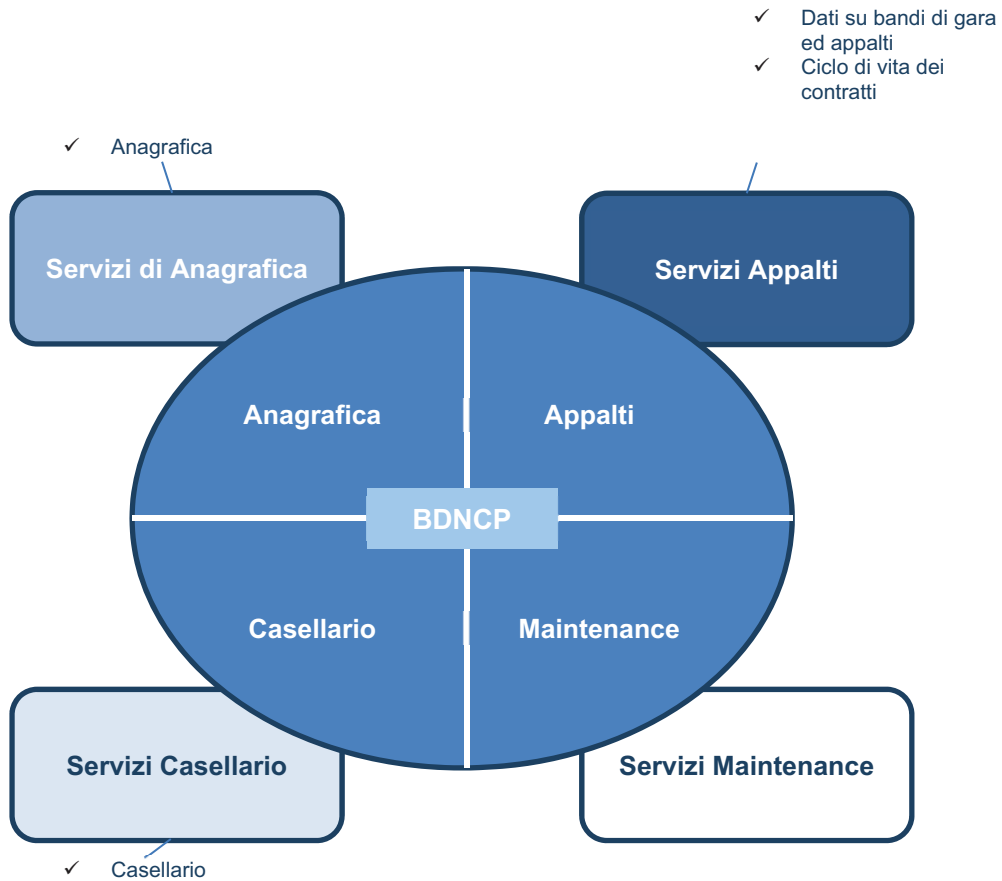 ✓ Dati su bandi di gara
ed appalti
✓ Ciclo di vita dei
contratti
✓ Anagrafica
Servizi di Anagrafica
Servizi Appalti
Anagrafica
Appalti
BDNCP
Casellario
Maintenance
Servizi Casellario
Servizi Maintenance
✓ Casellario